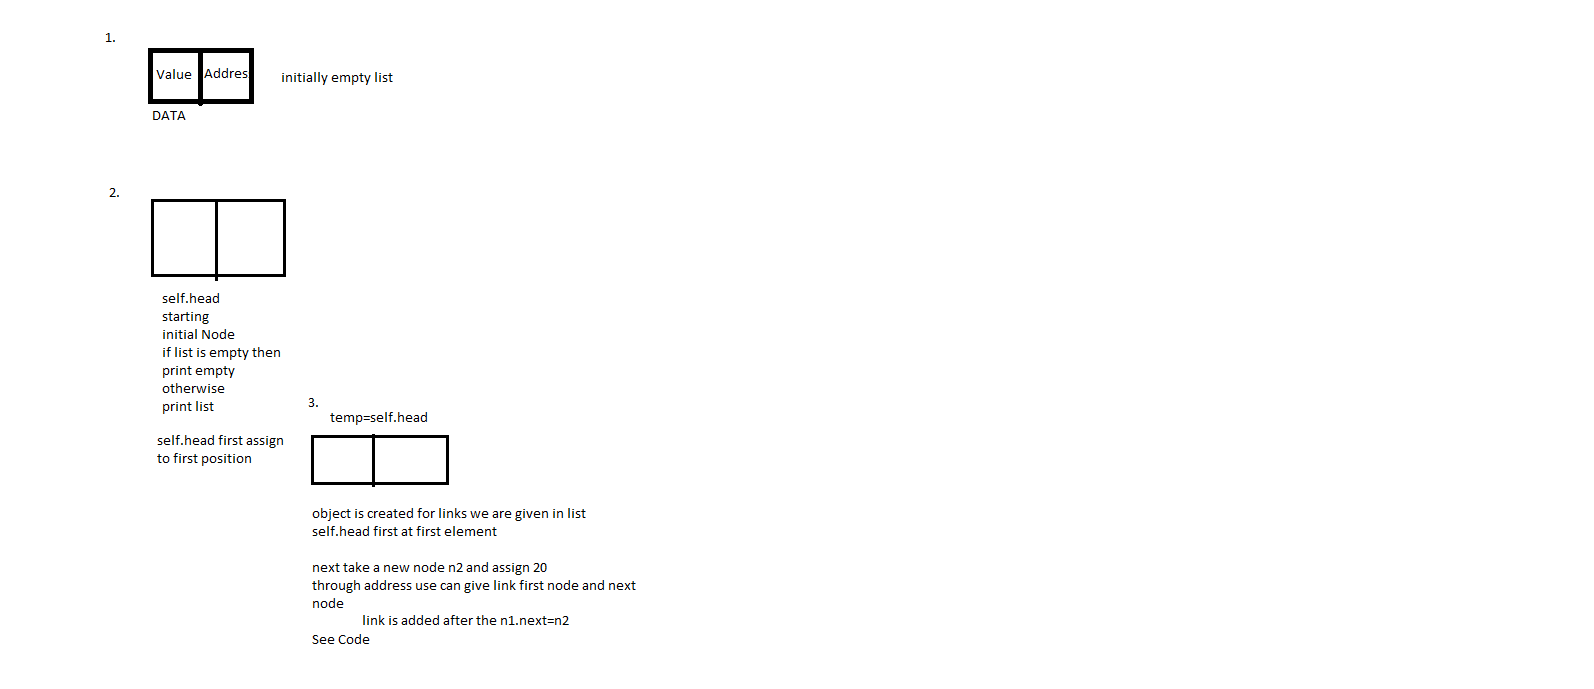 1.
Value Addres
initially empty list
DATA
2.
self.head
starting
initial Node
if list is empty then
print empty
otherwise
print list
self.head first assign
to first position
3.
temp=self.head
object is created for links we are given in list
self.head first at first element
next take a new node n2 and assign 20
through address use can give link first node and next
node
link is added after the n1.next=n2
See Code